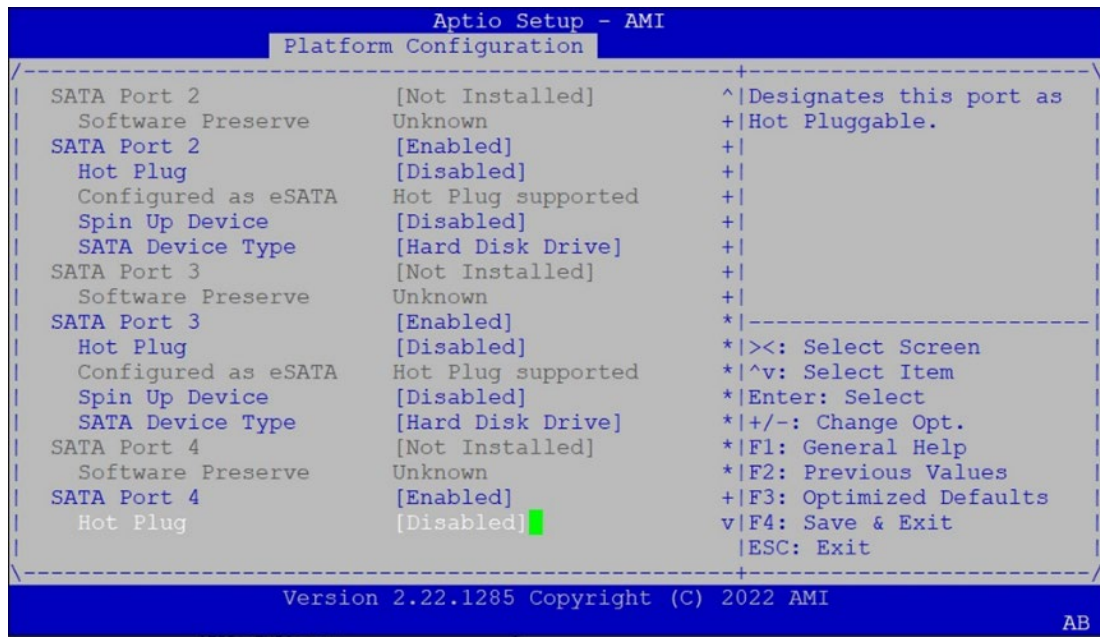 Aptio Setup - AMI
Platform Configuration
/----------------------------------------------------+-------------------------\
| SATA Port 2 [Not Installed] ^|Designates this port as |
| Software Preserve Unknown +|Hot Pluggable. |
| SATA Port 2 [Enabled] +| |
| Hot Plug [Disabled] +| |
| Configured as eSATA Hot Plug supported +| |
| Spin Up Device [Disabled] +| |
| SATA Device Type [Hard Disk Drive] +| |
| SATA Port 3 [Not Installed] +| |
| Software Preserve Unknown +| |
| SATA Port 3 [Enabled] *|-------------------------|
| Hot Plug [Disabled] *|><: Select Screen |
| Configured as eSATA Hot Plug supported *|^v: Select Item |
| Spin Up Device [Disabled] *|Enter: Select |
| SATA Device Type [Hard Disk Drive] *|+/-: Change Opt. |
| SATA Port 4 [Not Installed] *|F1: General Help |
| Software Preserve Unknown *|F2: Previous Values |
| SATA Port 4 [Enabled] +|F3: Optimized Defaults |
| Hot Plug [Disabled] v|F4: Save & Exit |
| |ESC: Exit |
\----------------------------------------------------+-------------------------/
Version 2.22.1285 Copyright (C) 2022 AMI
AB